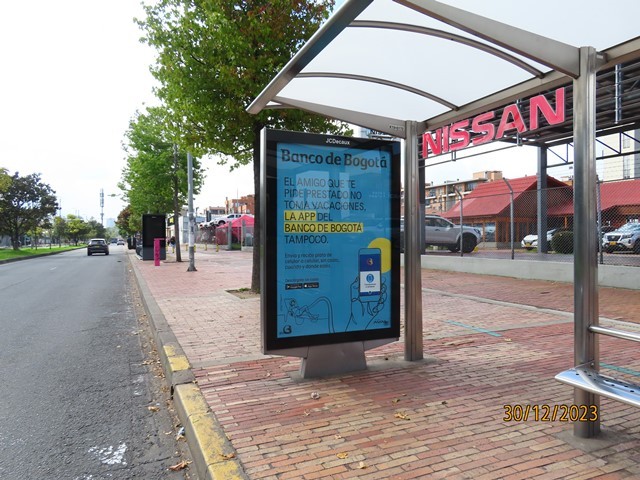 JCDecaux
Banco de Bogotá
EL AMIGO QUE TE
PIDE PRESTADO NO
TOMA VACACIONES,
LA APP DEL
BANCO DE BOGOTÁ
TAMPOCO.
NISSAN
30/12/2023